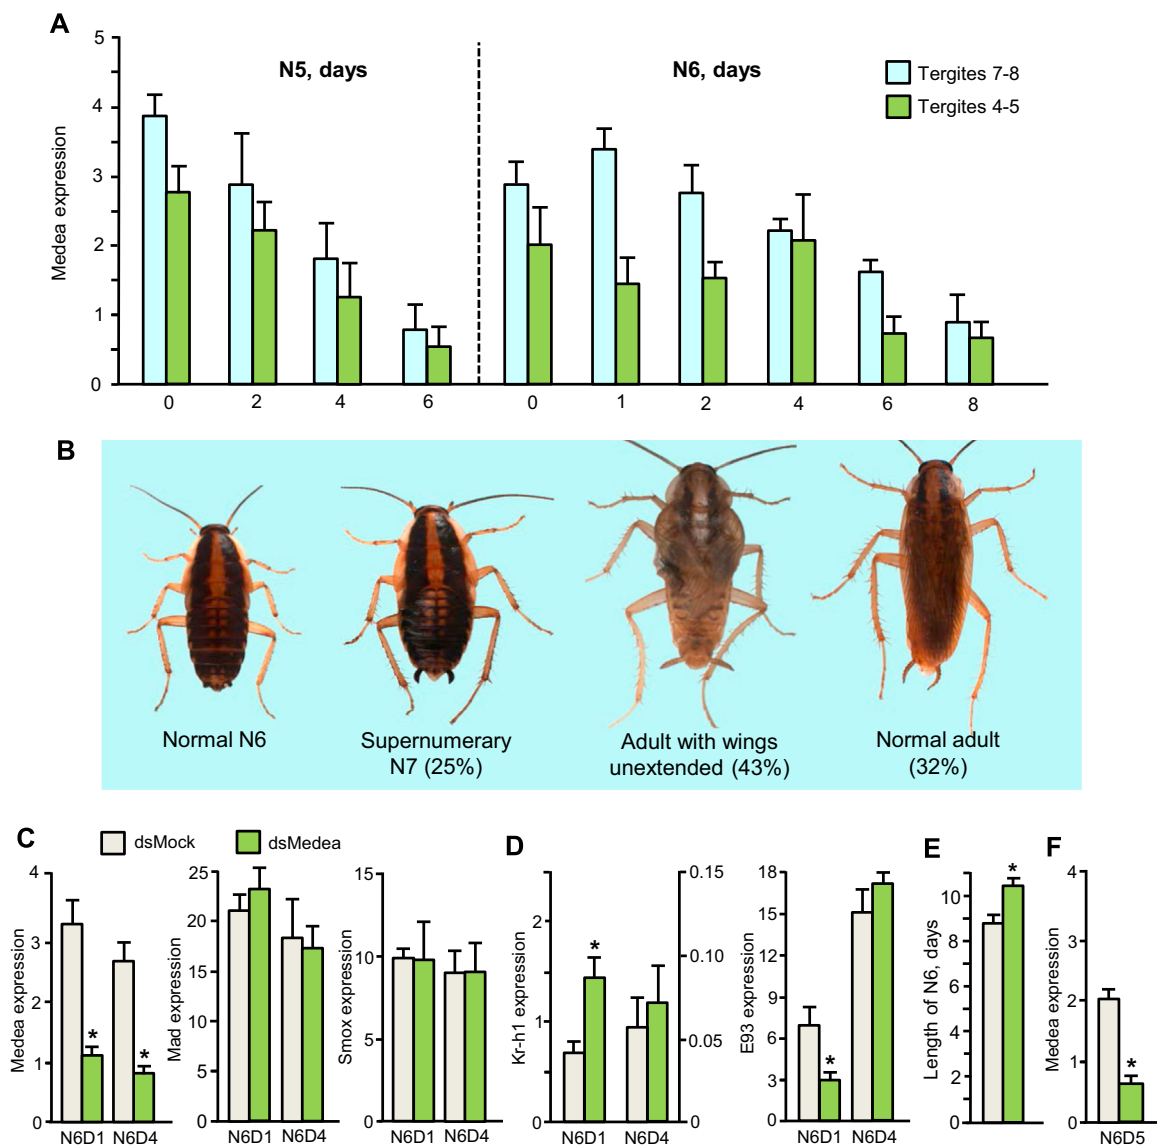 A
5
4
3
2
1
0
Medea expression
N5, days
N6, days
Tergites 7-8
Tergites 4-5
0 2 4 6 0 1 2 4 6 8
B
Normal N6
Supernumerary
N7 (25%)
Adult with wings
unextended (43%)
Normal adult
(32%)
C
dsMock
dsMedea
4
3
2
1
0
Medea expression
* *
N6D1 N6D4
25
20
15
10
5
0
Mad expression
N6D1 N6D4
15
10
5
0
Smox expression
N6D1 N6D4
D
2
1
0
Kr-h1 expression
*
0.15
0.10
0.05
0
N6D1 N6D4
18
15
12
9
6
3
0
E93 expression
*
N6D1 N6D4
E
10
8
6
4
2
0
Length of N6, days
*
F
4
3
2
1
0
Medea expression
*
N6D5